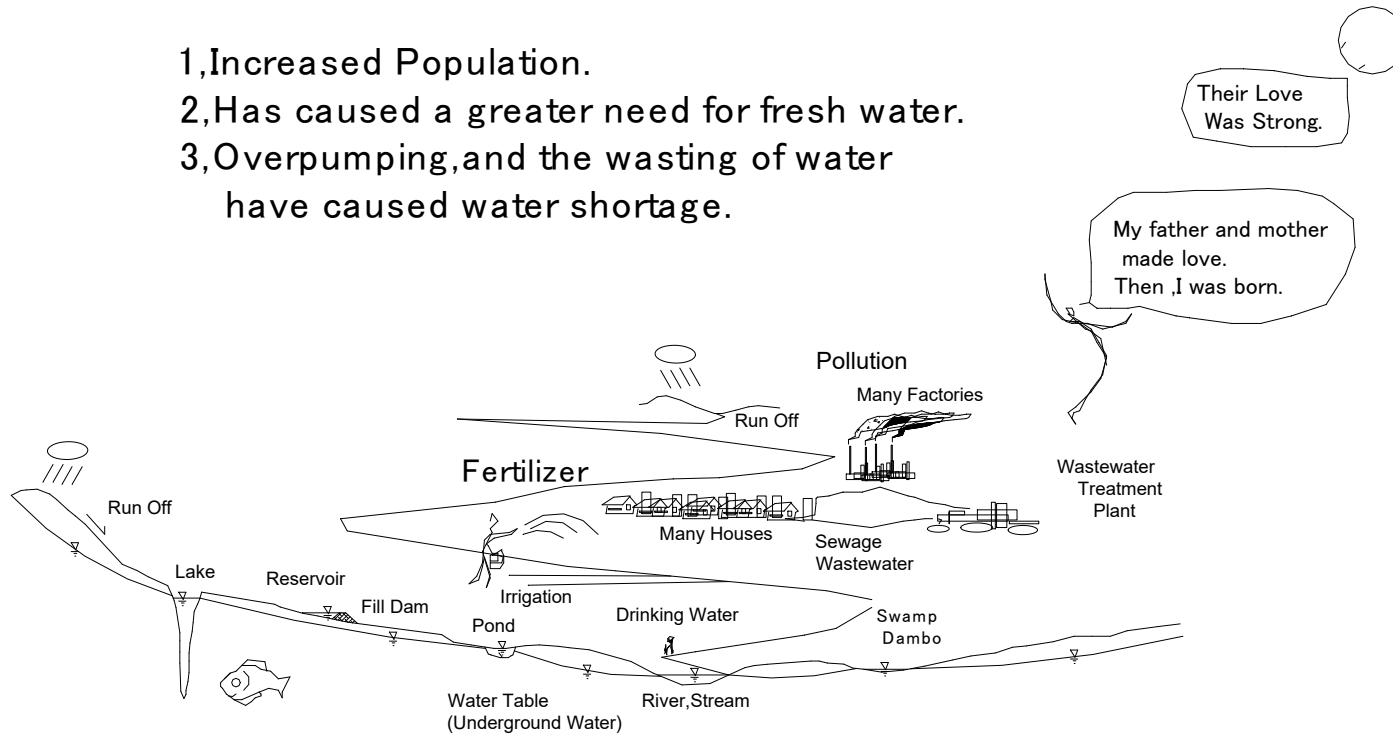 1,Increased Population.
2,Has caused a greater need for fresh water.
3,Overpumping,and the wasting of water
have caused water shortage.
Their Love
Was Strong.
My father and mother
made love.
Then ,I was born.
Pollution
Many Factories
Run Off
Fertilizer
Wastewater
Treatment
Plant
Run Off
Many Houses
Sewage
Wastewater
Lake
Reservoir
Fill Dam
Irrigation
Pond
Drinking Water
Swamp
Dambo
Water Table
(Underground Water)
River,Stream